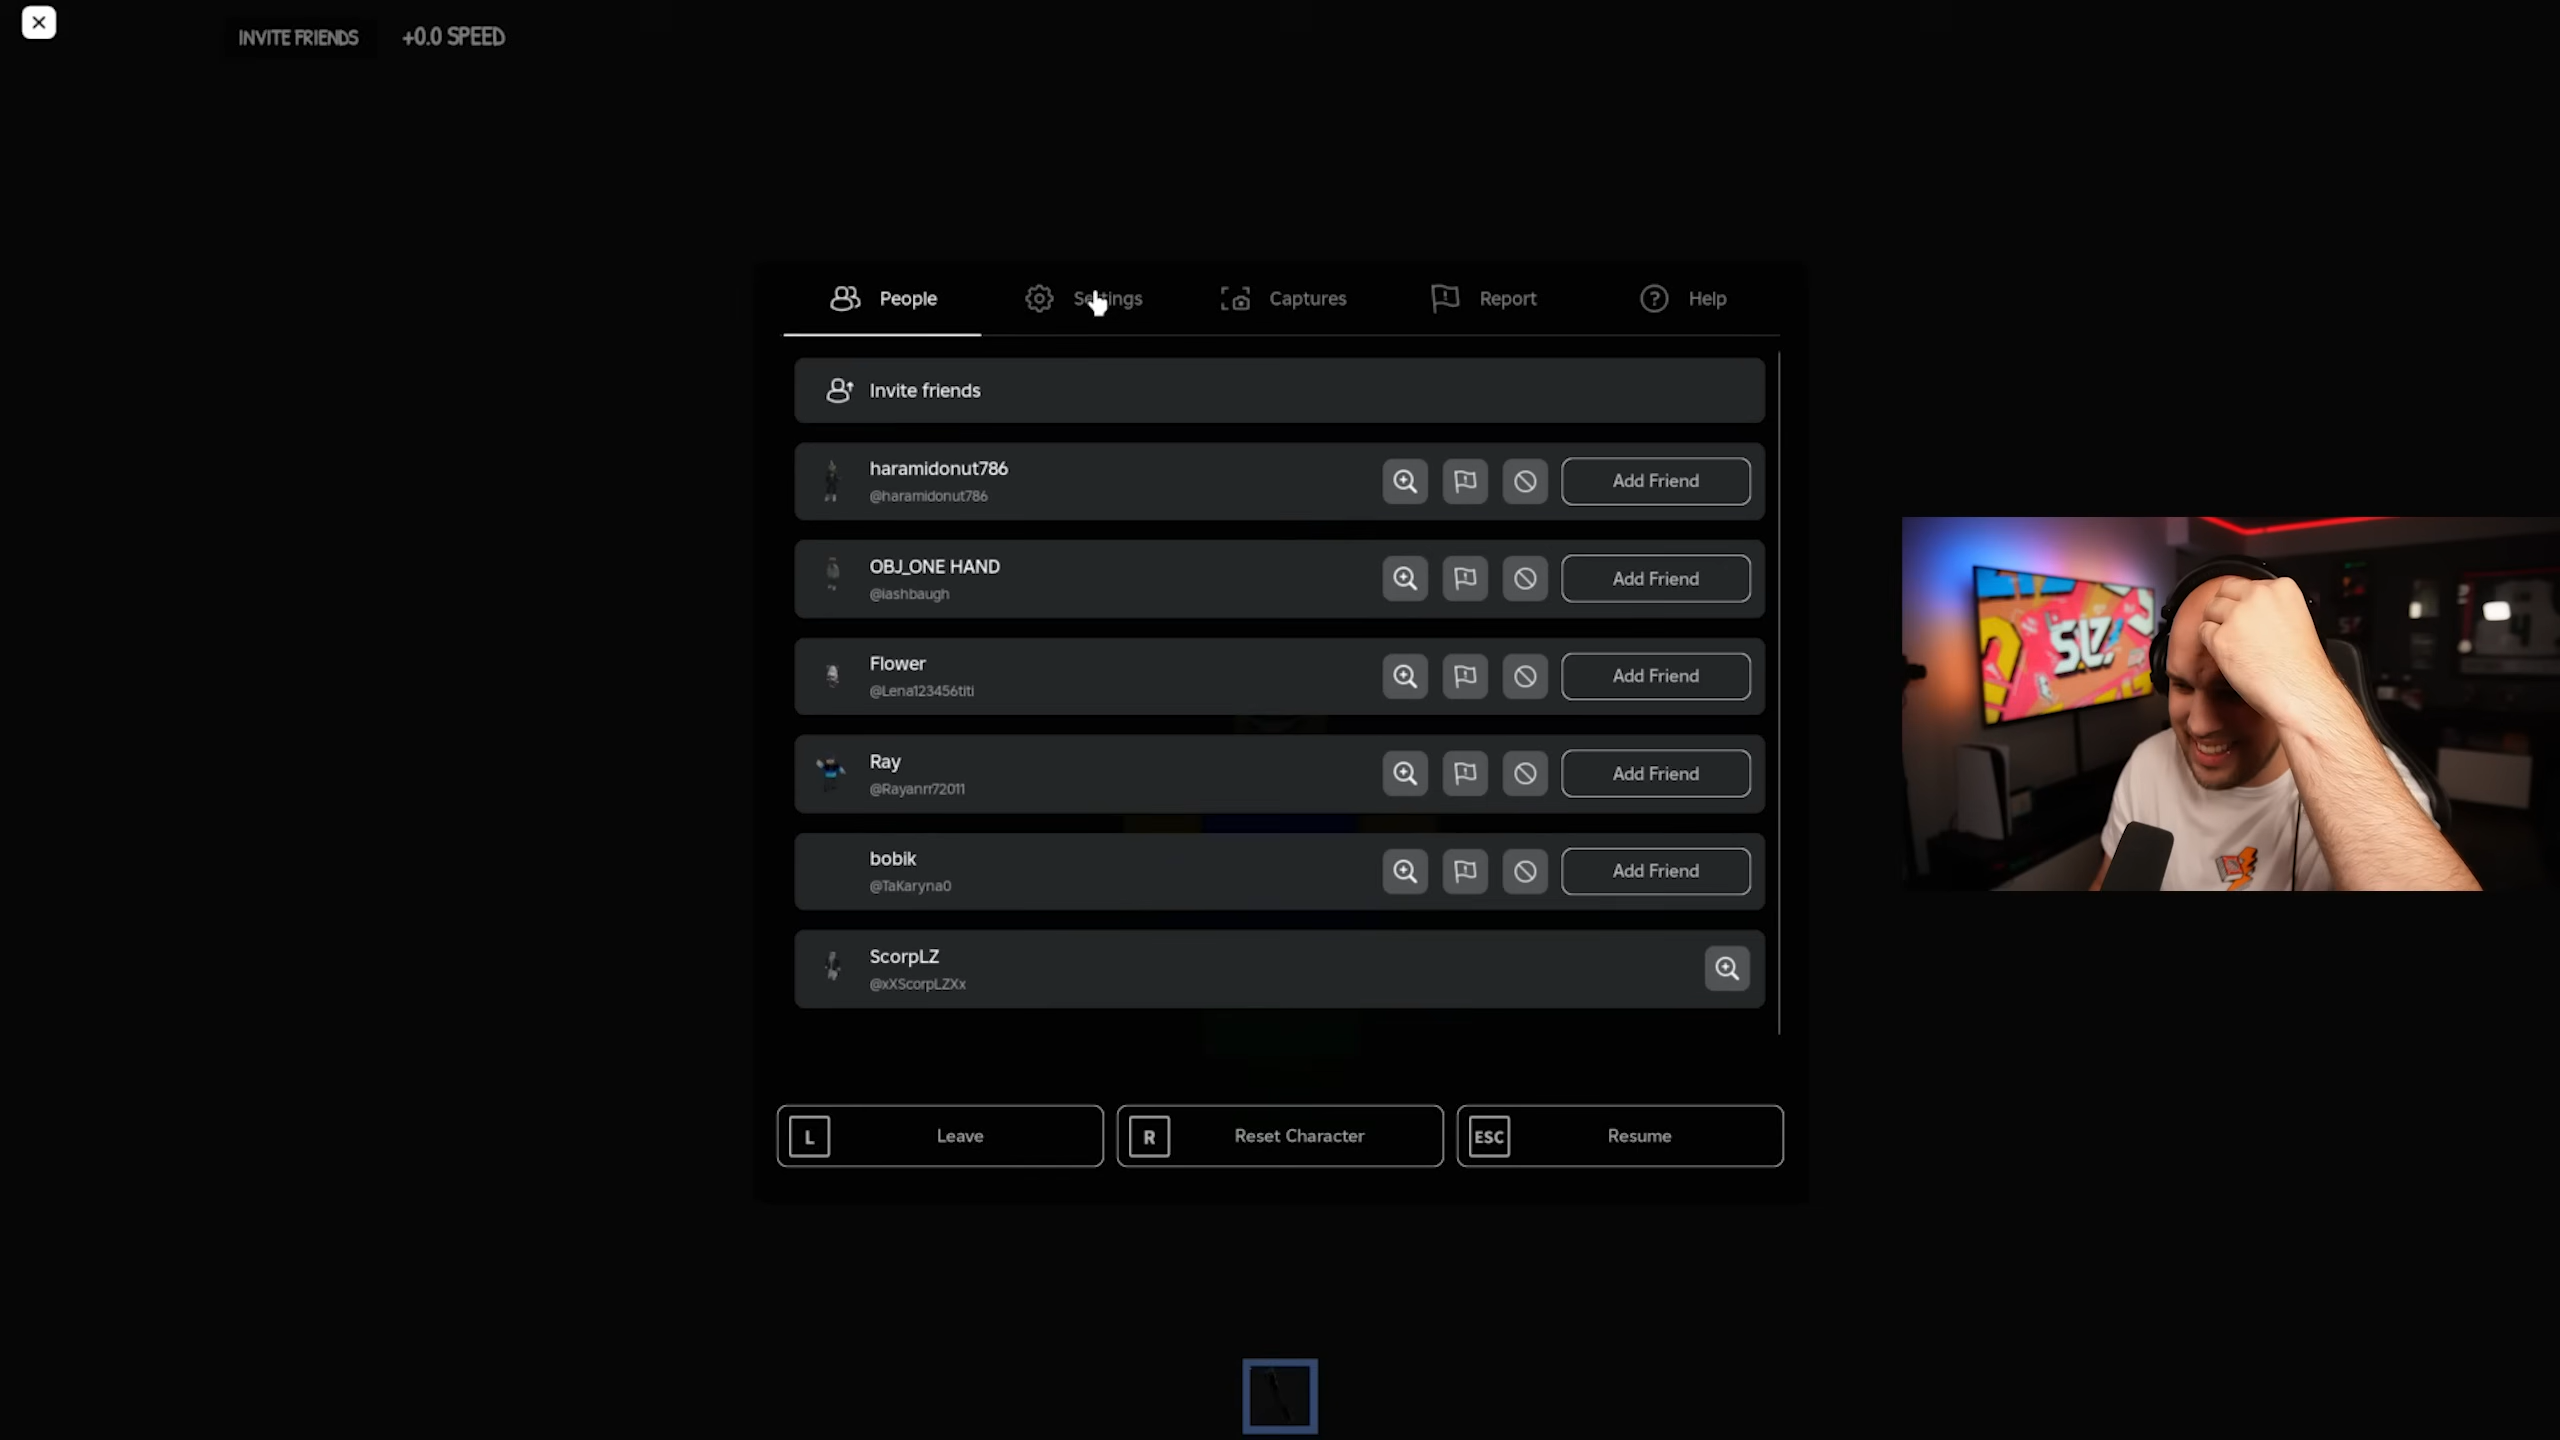 INVITE FRIENDS +0.0 SPEED
People Settings Captures Report Help
Invite friends
haramidonut786
@haramidonut786
Add Friend
OBJ_ONE HAND
@iashbaugh
Add Friend
Flower
@Lena123456titi
Add Friend
Ray
@Rayanrr72011
Add Friend
bobik
@TaKaryna0
Add Friend
ScorpLZ
@xXScorpLZXx
L Leave R Reset Character ESC Resume
SLZ